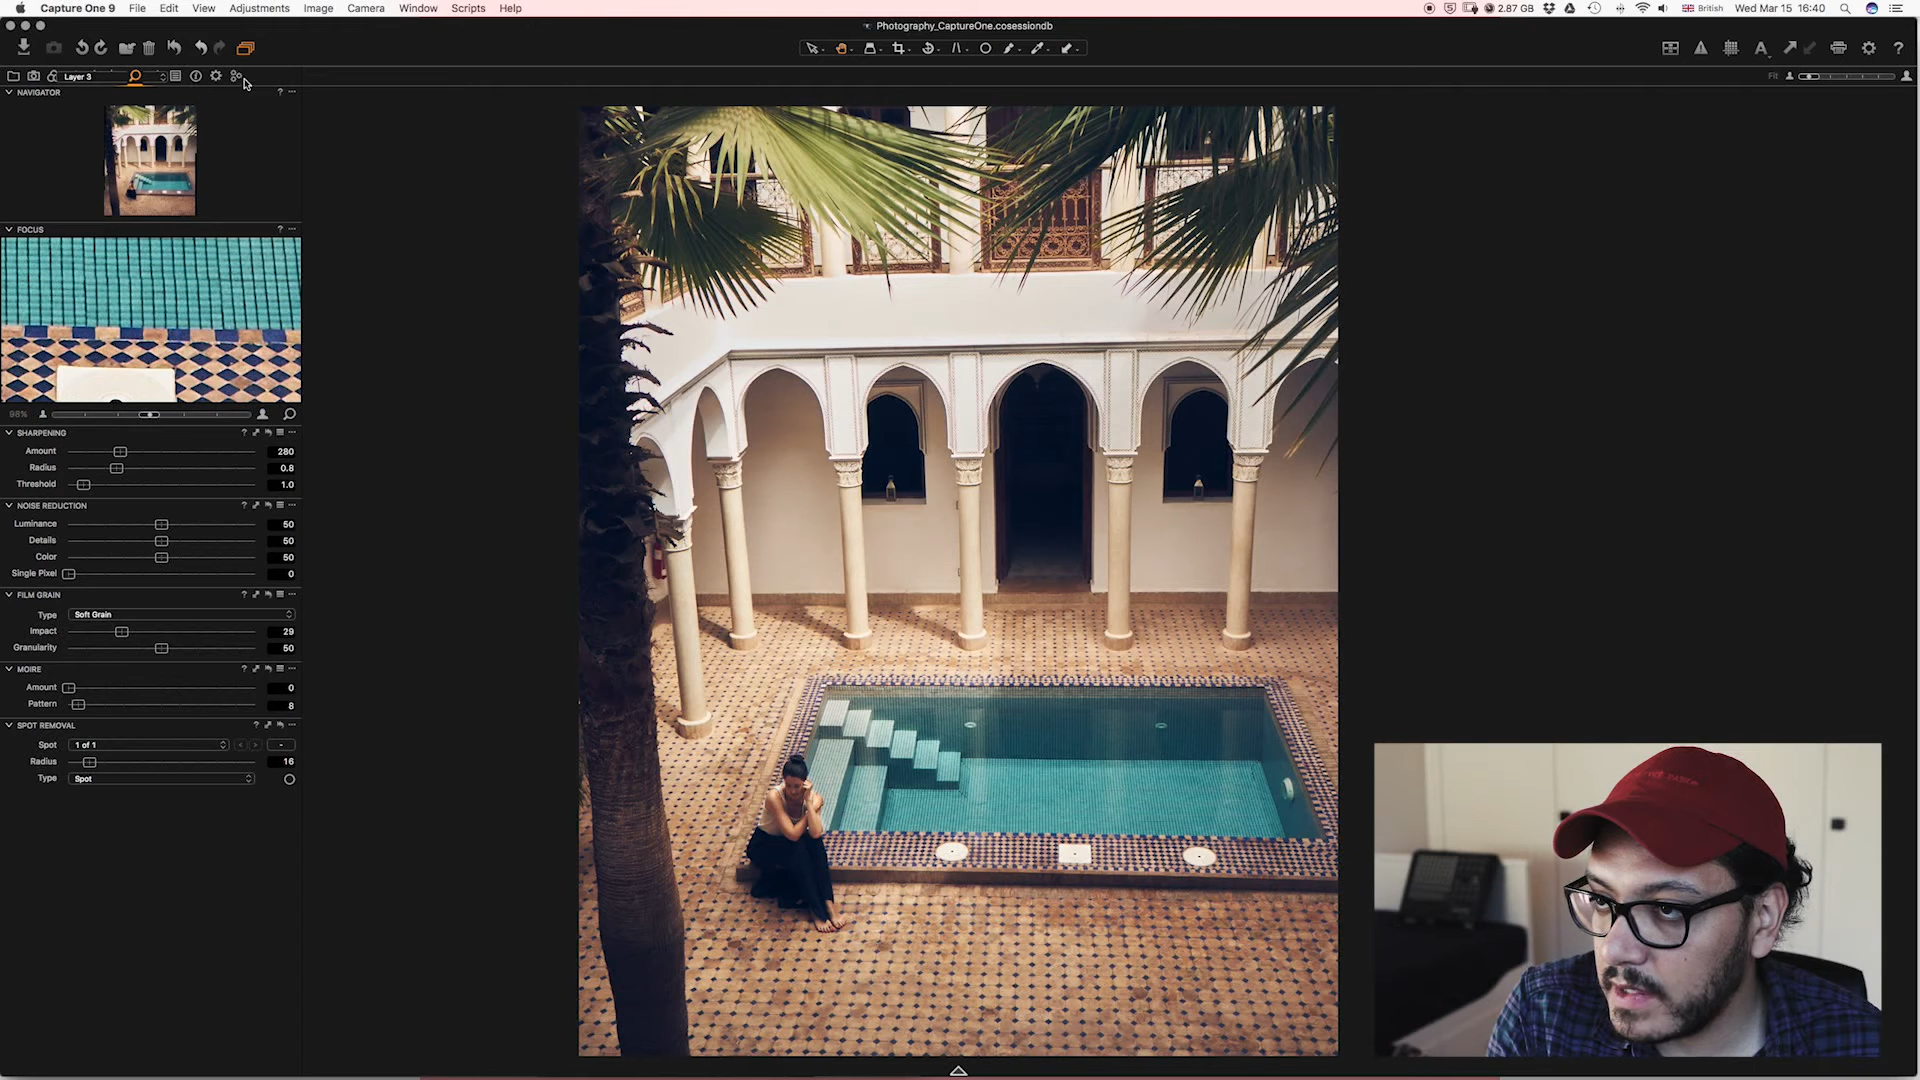 Capture One 9 File Edit View Adjustments Image Camera Window Scripts Help 2.87 GB British Wed Mar 15 16:40
Photography_CaptureOne.cosessiondb
Layer 3 Fit
NAVIGATOR
FOCUS
98%
SHARPENING
Amount 280
Radius 0.8
Threshold 1.0
NOISE REDUCTION
Luminance 50
Details 50
Color 50
Single Pixel 0
FILM GRAIN
Type Soft Grain
Impact 29
Granularity 50
MOIRE
Amount 0
Pattern 8
SPOT REMOVAL
Spot 1 of 1
Radius 16
Type Spot